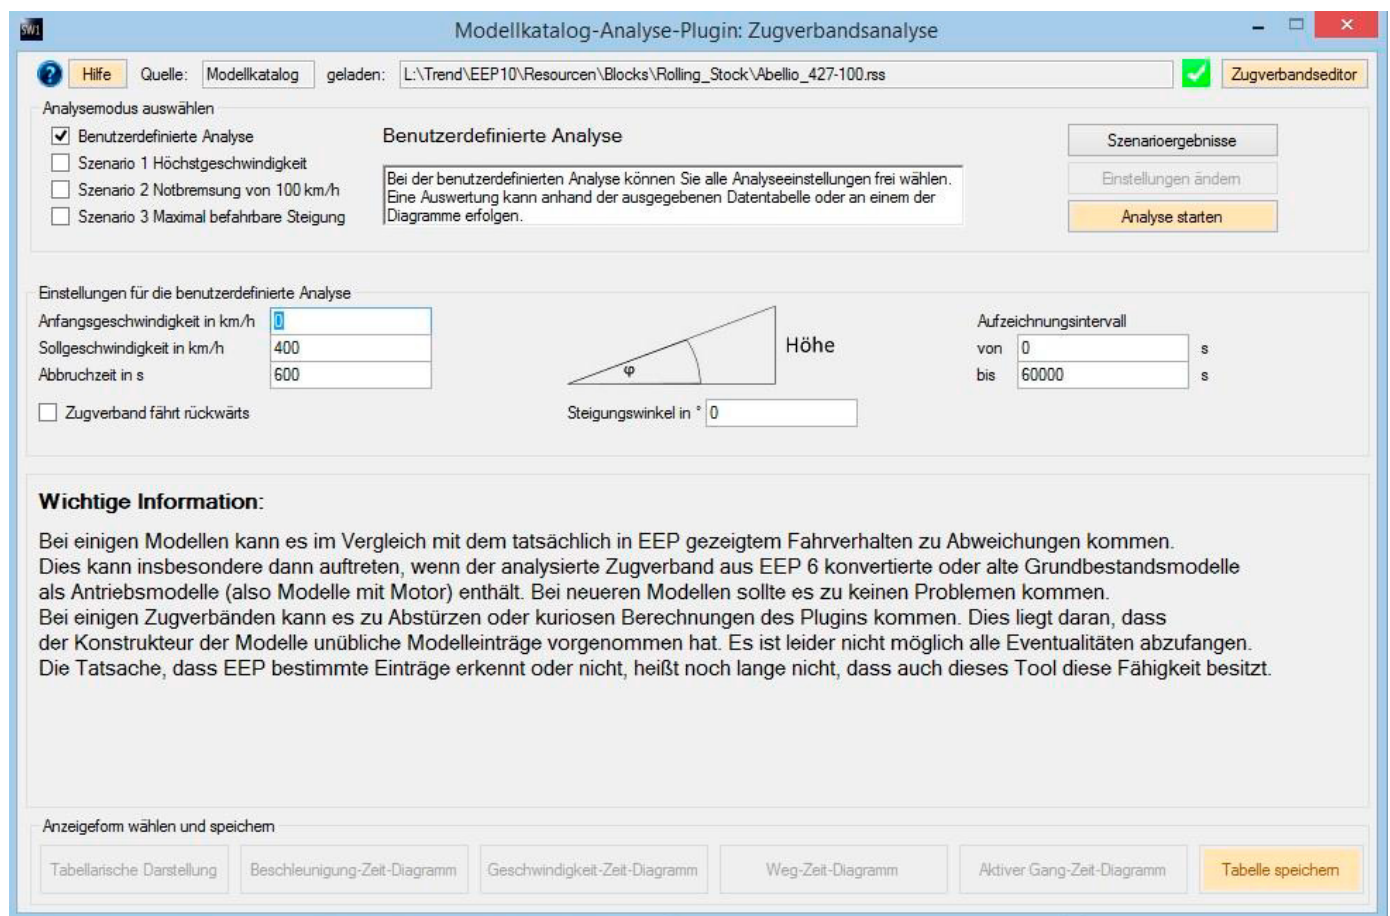 SW1
Modellkatalog-Analyse-Plugin: Zugverbandsanalyse
? Hilfe Quelle: Modellkatalog geladen: L:\Trend\EEP10\Resourcen\Blocks\Rolling_Stock\Abellio_427-100.rss Zugverbandseditor
Analysemodus auswählen
Benutzerdefinierte Analyse
Szenario 1 Höchstgeschwindigkeit
Szenario 2 Notbremsung von 100 km/h
Szenario 3 Maximal befahrbare Steigung
Benutzerdefinierte Analyse
Bei der benutzerdefinierten Analyse können Sie alle Analyseeinstellungen frei wählen.
Eine Auswertung kann anhand der ausgegebenen Datentabelle oder an einem der
Diagramme erfolgen.
Szenarioergebnisse
Einstellungen ändern
Analyse starten
Einstellungen für die benutzerdefinierte Analyse
Anfangsgeschwindigkeit in km/h 0
Sollgeschwindigkeit in km/h 400
Abbruchzeit in s 600
Zugverband fährt rückwärts
Höhe
φ
Steigungswinkel in ° 0
Aufzeichnungsintervall
von 0 s
bis 60000 s
Wichtige Information:
Bei einigen Modellen kann es im Vergleich mit dem tatsächlich in EEP gezeigtem Fahrverhalten zu Abweichungen kommen.
Dies kann insbesondere dann auftreten, wenn der analysierte Zugverband aus EEP 6 konvertierte oder alte Grundbestandsmodelle
als Antriebsmodelle (also Modelle mit Motor) enthält. Bei neueren Modellen sollte es zu keinen Problemen kommen.
Bei einigen Zugverbänden kann es zu Abstürzen oder kuriosen Berechnungen des Plugins kommen. Dies liegt daran, dass
der Konstrukteur der Modelle unübliche Modelleinträge vorgenommen hat. Es ist leider nicht möglich alle Eventualitäten abzufangen.
Die Tatsache, dass EEP bestimmte Einträge erkennt oder nicht, heißt noch lange nicht, dass auch dieses Tool diese Fähigkeit besitzt.
Anzeigeform wählen und speichern
Tabellarische Darstellung Beschleunigung-Zeit-Diagramm Geschwindigkeit-Zeit-Diagramm Weg-Zeit-Diagramm Aktiver Gang-Zeit-Diagramm Tabelle speichern